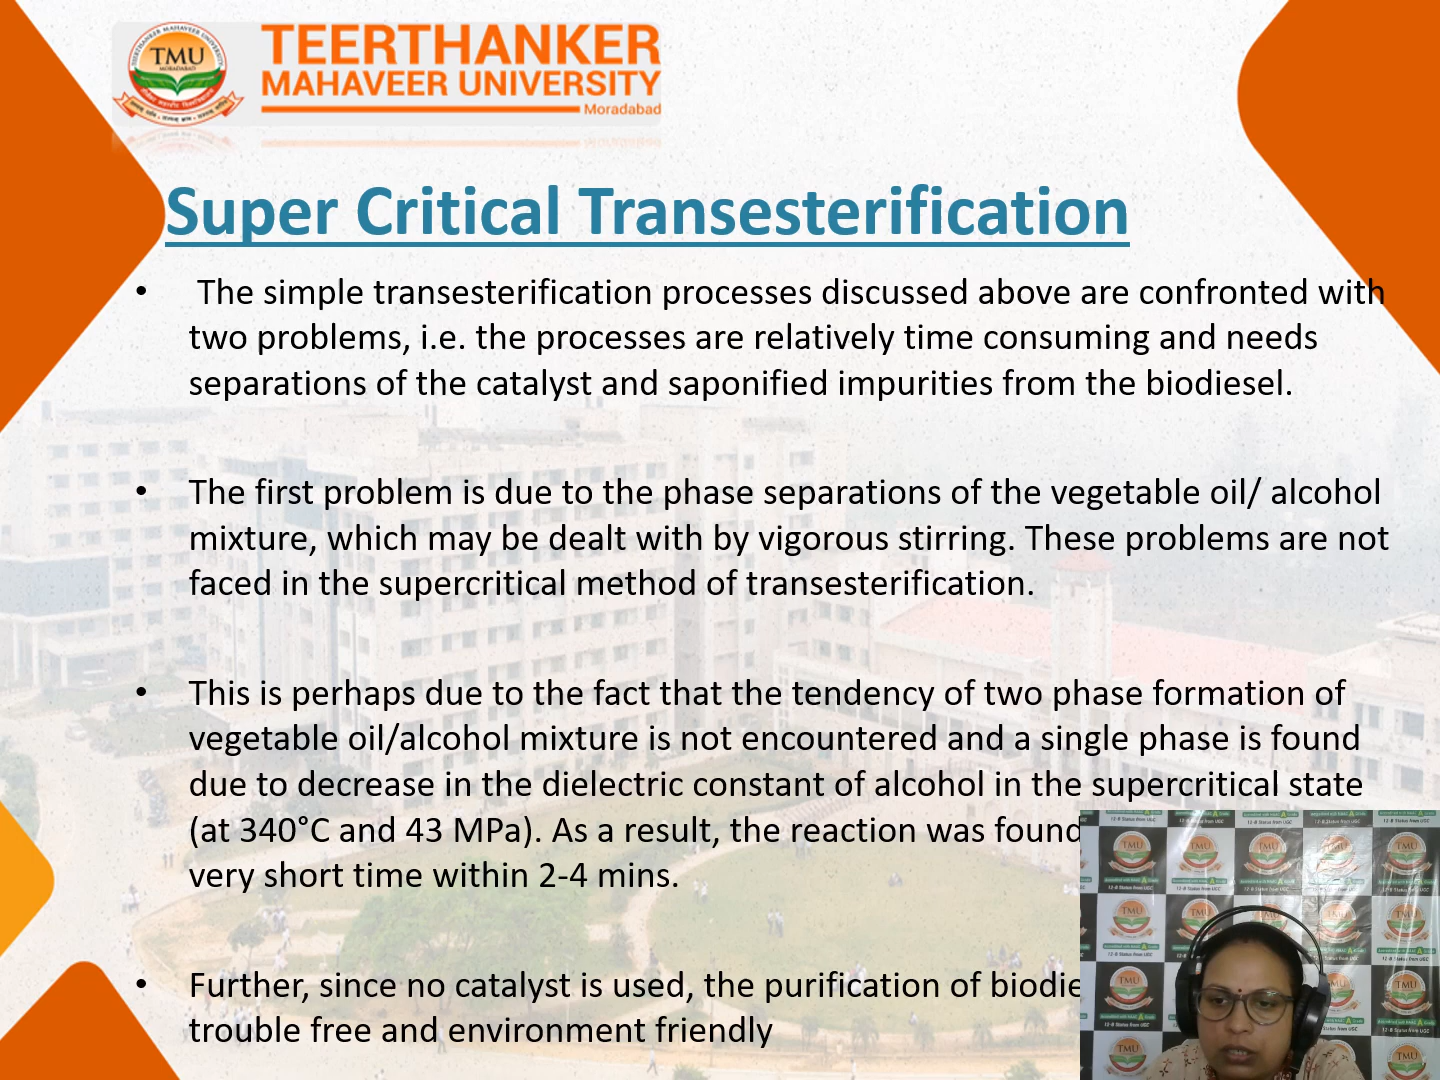 TMU
MORADABAD
TEERTHANKER
MAHAVEER UNIVERSITY
Moradabad
Super Critical Transesterification
• The simple transesterification processes discussed above are confronted with
two problems, i.e. the processes are relatively time consuming and needs
separations of the catalyst and saponified impurities from the biodiesel.
• The first problem is due to the phase separations of the vegetable oil/ alcohol
mixture, which may be dealt with by vigorous stirring. These problems are not
faced in the supercritical method of transesterification.
• This is perhaps due to the fact that the tendency of two phase formation of
vegetable oil/alcohol mixture is not encountered and a single phase is found
due to decrease in the dielectric constant of alcohol in the supercritical state
(at 340°C and 43 MPa). As a result, the reaction was found
very short time within 2-4 mins.
• Further, since no catalyst is used, the purification of
trouble free and environment friendly
TMU
12-B Status from UGC